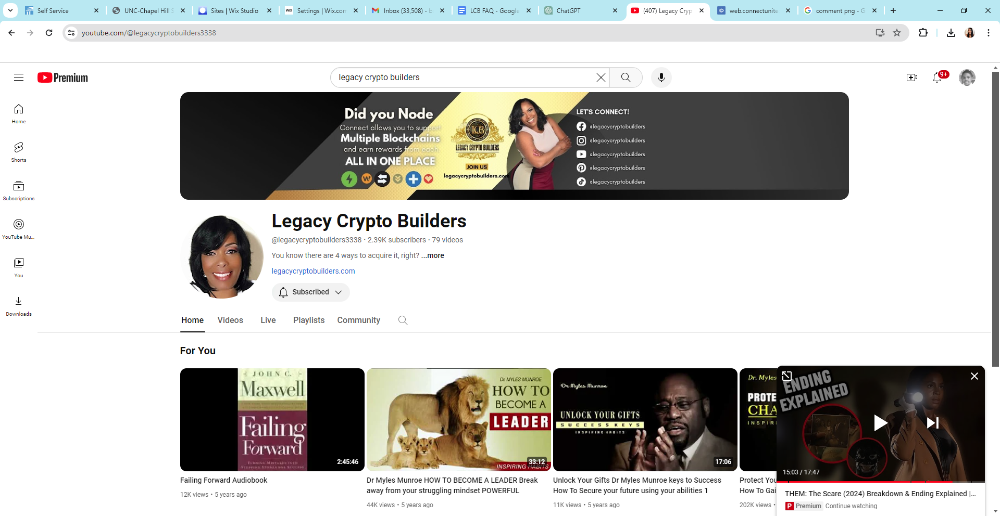 Self Service
UNC-Chapel Hill S
Sites | Wix Studio
WIX
Settings | Wix.com
Inbox (33,508) - b
LCB FAQ - Google
ChatGPT
(407) Legacy Cryp
web.connectunite
comment png - G
youtube.com/@legacycryptobuilders3338
Premium
legacy crypto builders
9+
Home
Shorts
Subscriptions
YouTube Mu...
You
Downloads
Did you Node
Connect allows you to support
Multiple Blockchains
and earn rewards from each
ALL IN ONE PLACE
W
LCB
LEGACY CRYPTO BUILDERS
JOIN US
legacycryptobuilders.com
LET'S CONNECT!
@legacycryptobuilders
@legacycryptobuilders
@legacycryptobuilders
@legacycryptobuilders
@legacycryptobuilders
Legacy Crypto Builders
@legacycryptobuilders3338 · 2.39K subscribers · 79 videos
You know there are 4 ways to acquire it, right? ...more
legacycryptobuilders.com
Subscribed
Home
Videos
Live
Playlists
Community
For You
JOHN C.
Maxwell
Failing
Forward
TURNING MISTAKES INTO
STEPPING STONES FOR SUCCESS
2:45:46
Failing Forward Audiobook
12K views • 5 years ago
Dr. MYLES MUNROE
HOW TO
BECOME A
LEADER
INSPIRING HABITS
33:12
Dr Myles Munroe HOW TO BECOME A LEADER Break
away from your struggling mindset POWERFUL
44K views • 5 years ago
Dr Myles Munroe
UNLOCK YOUR GIFTS
SUCCESS KEYS
INSPIRING HABITS
17:06
Unlock Your Gifts Dr Myles Munroe keys to Success
How To Secure your future using your abilities 1
11K views • 5 years ago
Dr. Myles
PROTE
CHA
INSPIRI
Protect You
How To Gai
202K views •
ENDING
EXPLAINED
15:03 / 17:47
THEM: The Scare (2024) Breakdown & Ending Explained |...
P Premium Continue watching